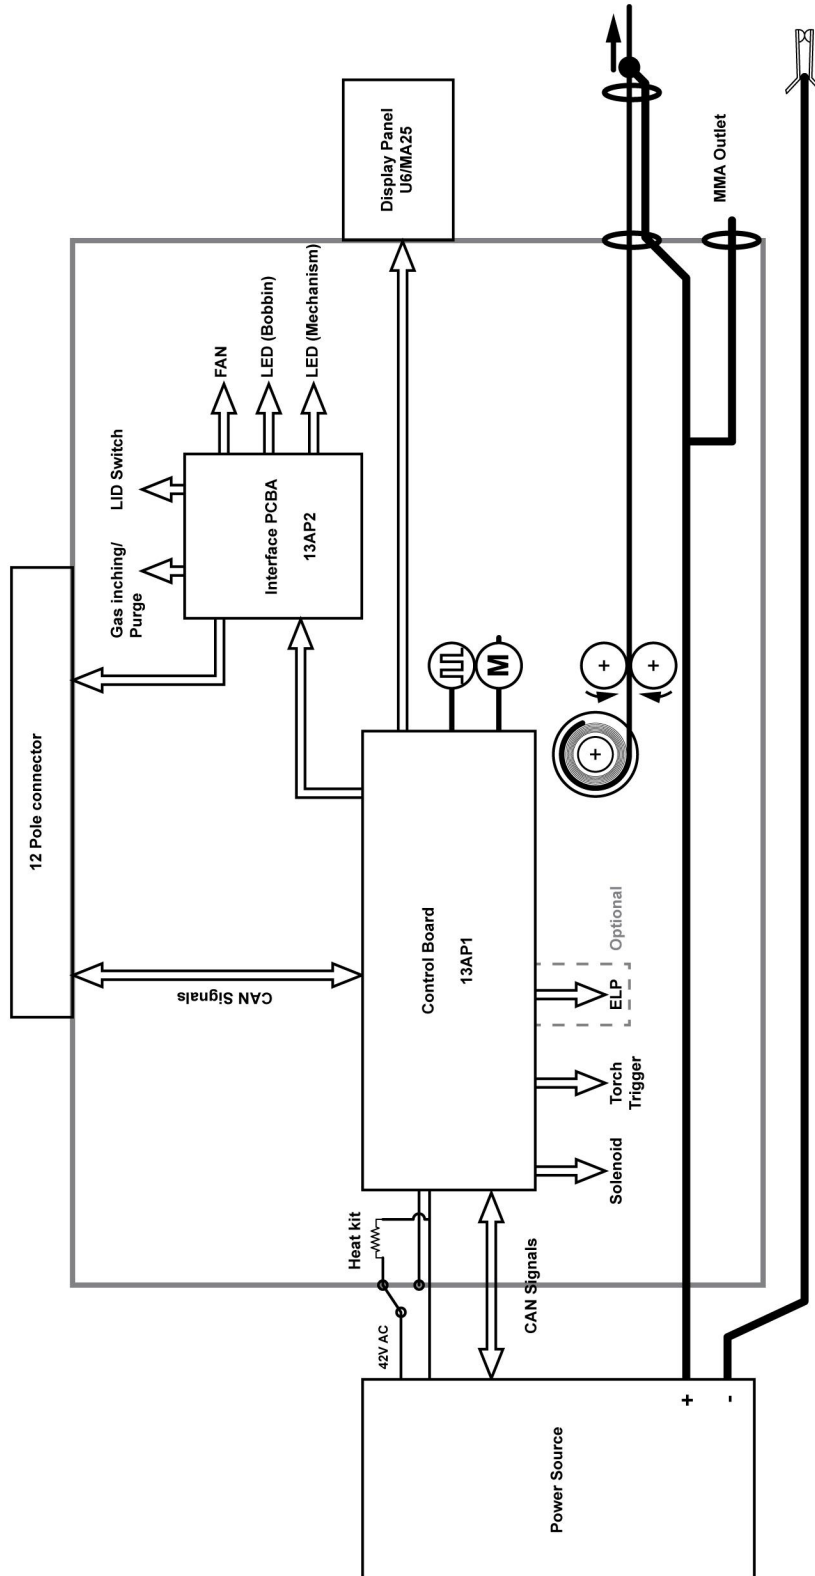 12 Pole connector
Gas inching/
Purge
LID Switch
FAN
LED (Bobbin)
LED (Mechanism)
Interface PCBA
13AP2
Display Panel
U6/MA25
CAN Signals
Control Board
13AP1
M
Heat kit
42V AC
CAN Signals
Solenoid
Torch
Trigger
ELP
Optional
+
+
+
MMA Outlet
Power Source
+
-